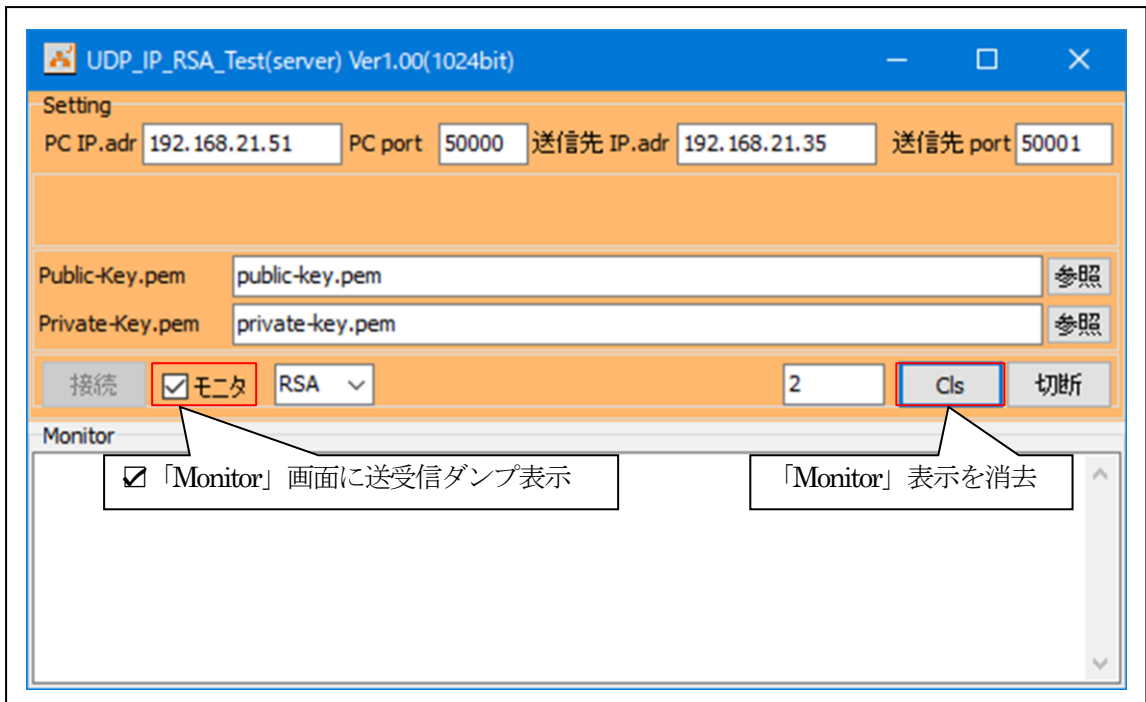 UDP_IP_RSA_Test(server) Ver1.00(1024bit)
Setting
PC IP.adr 192.168.21.51 PC port 50000 送信先 IP.adr 192.168.21.35 送信先 port 50001
Public-Key.pem public-key.pem 参照
Private-Key.pem private-key.pem 参照
接続 モニタ RSA 2 Cls 切断
Monitor
☑「Monitor」画面に送受信ダンプ表示 「Monitor」表示を消去